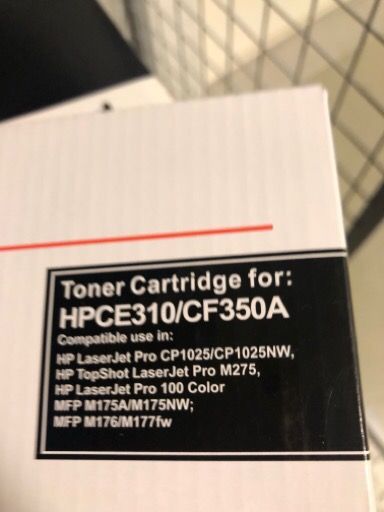 Toner Cartridge for:
HPCE310/CF350A
Compatible use in:
HP LaserJet Pro CP1025/CP1025NW,
HP TopShot LaserJet Pro M275,
HP LaserJet Pro 100 Color
MFP M175A/M175NW;
MFP M176/M177fw